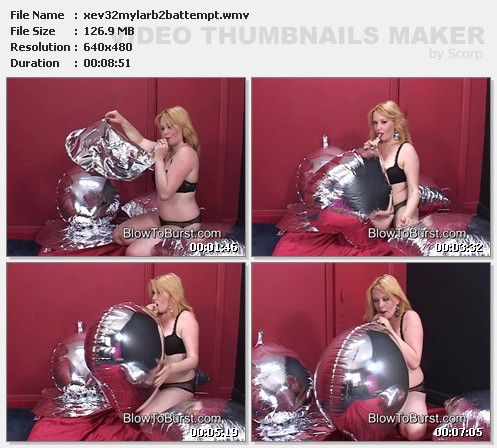 File Name : xev32mylarb2battempt.wmv
File Size : 126.9 MB
Resolution : 640x480
Duration : 00:08:51
VIDEO THUMBNAILS MAKER
by Scorp
BlowToBurst.com
00:01:46
BlowToBurst.com
00:03:32
BlowToBurst.com
00:05:19
BlowToBurst.com
00:07:05